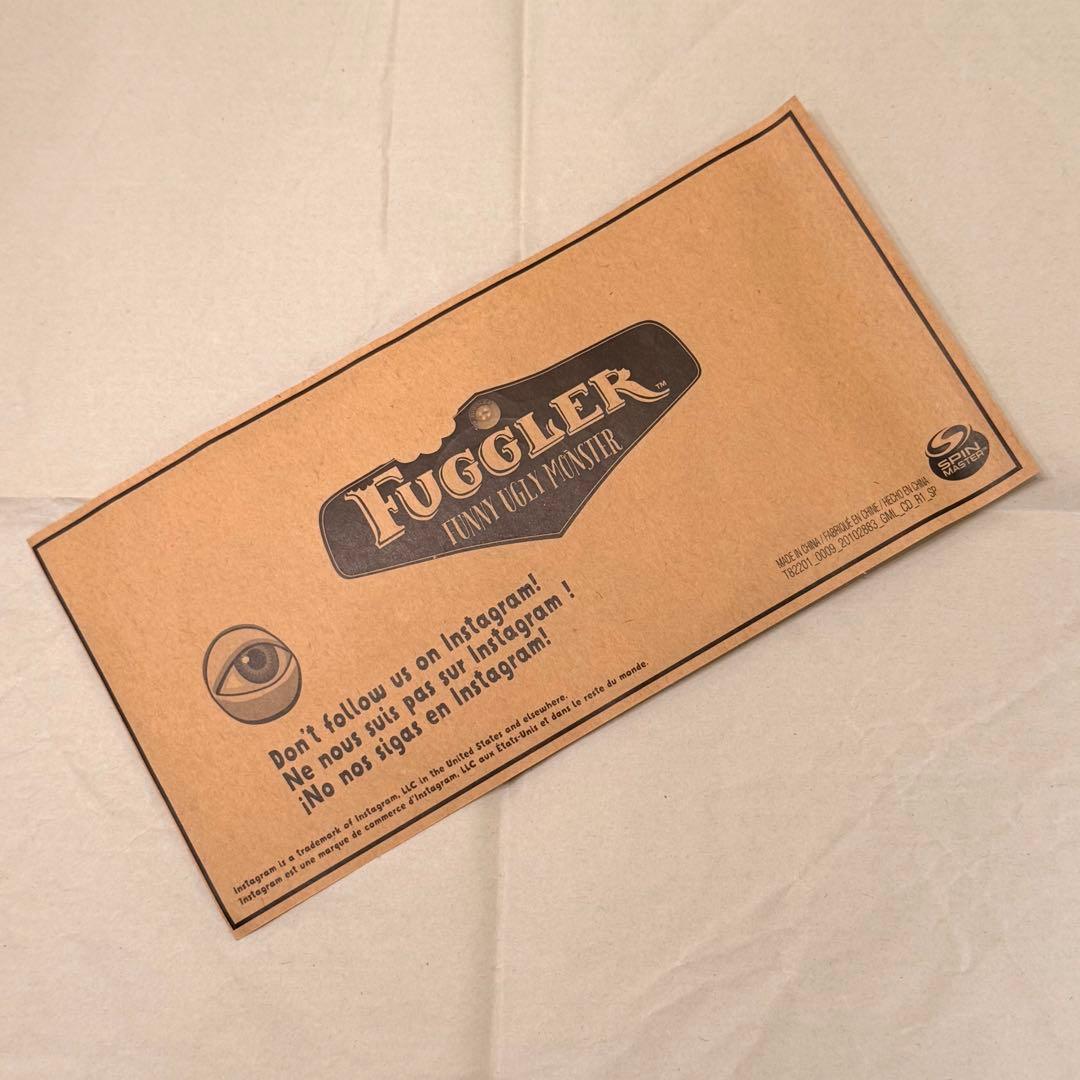 FUGGLER™
FUNNY UGLY MONSTER
Don't follow us on Instagram!
Ne nous suis pas sur Instagram !
¡No nos sigas en Instagram!
Instagram is a trademark of Instagram, LLC in the United States and elsewhere.
Instagram est une marque de commerce d'Instagram, LLC aux États-Unis et dans le reste du monde.
SPIN
MASTER™
MADE IN CHINA / FABRIQUÉ EN CHINE / HECHO EN CHINA
T82201_0009_20102883_GML_CD_R1_SP